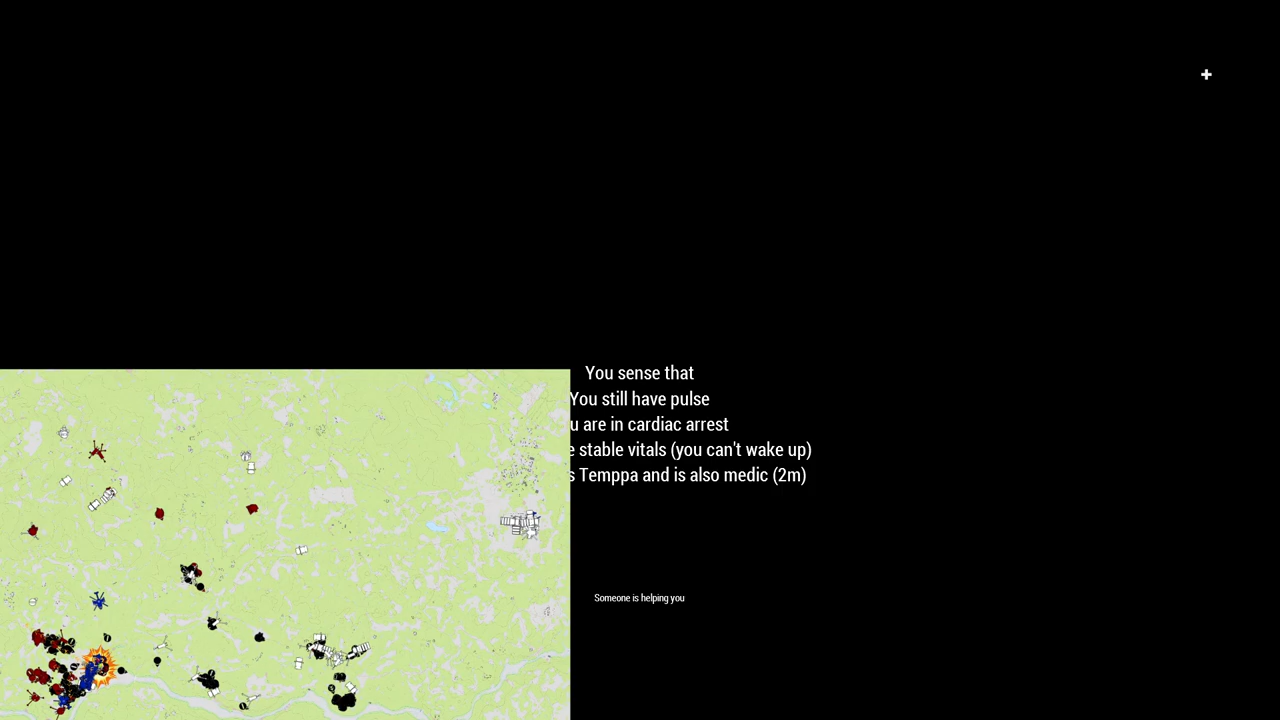 You sense that
You still have pulse
u are in cardiac arrest
e stable vitals (you can't wake up)
s Temppa and is also medic (2m)
Someone is helping you